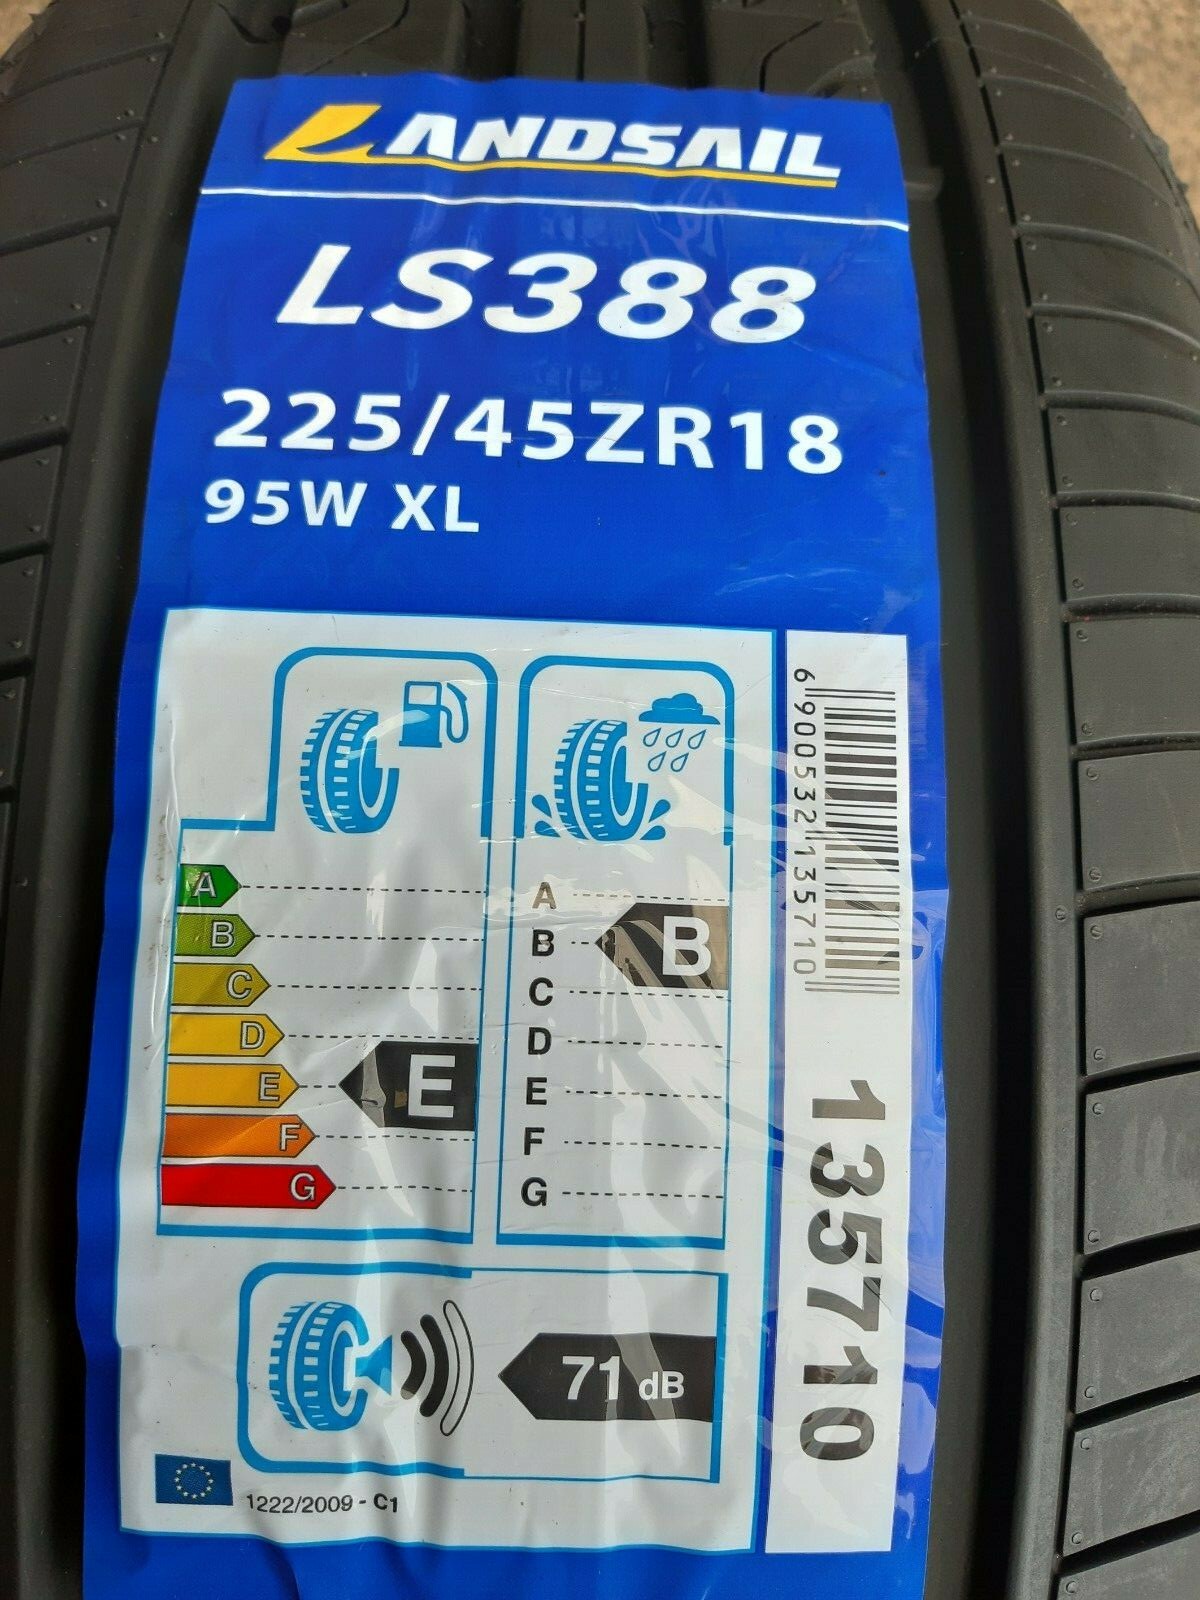 LANDSAIL
LS388
225/45ZR18
95W XL
A
B
C
D
E
F
G
E
A
B
C
D
E
F
G
B
71 dB
1222/2009 - C1
6 900532 135710
135710